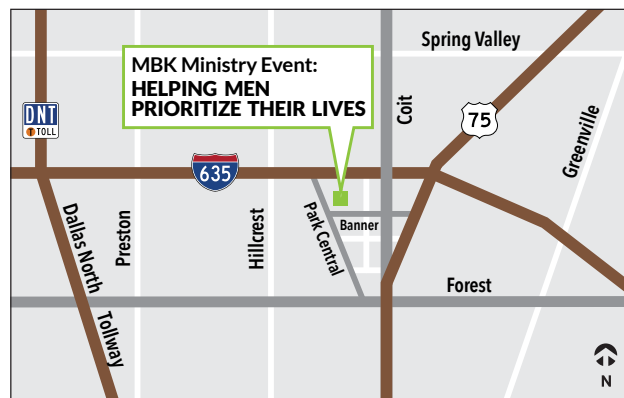 Spring Valley
MBK Ministry Event:
HELPING MEN
PRIORITIZE THEIR LIVES
DNT
TOLL
75
Coit
Greenville
635
Dallas North
Tollway
Preston
Hillcrest
Park Central
Banner
Forest
N